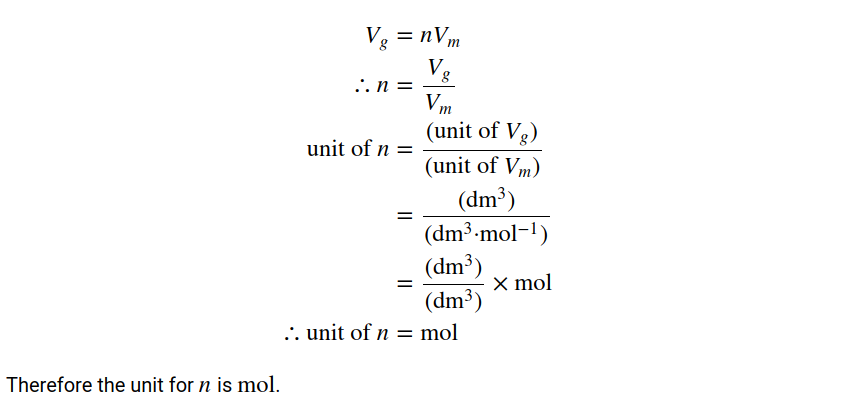 V_g = nV_m
∴ n = V_g / V_m
unit of n = (unit of V_g) / (unit of V_m)
= (dm³) / (dm³·mol⁻¹)
= (dm³) / (dm³) × mol
∴ unit of n = mol
Therefore the unit for n is mol.